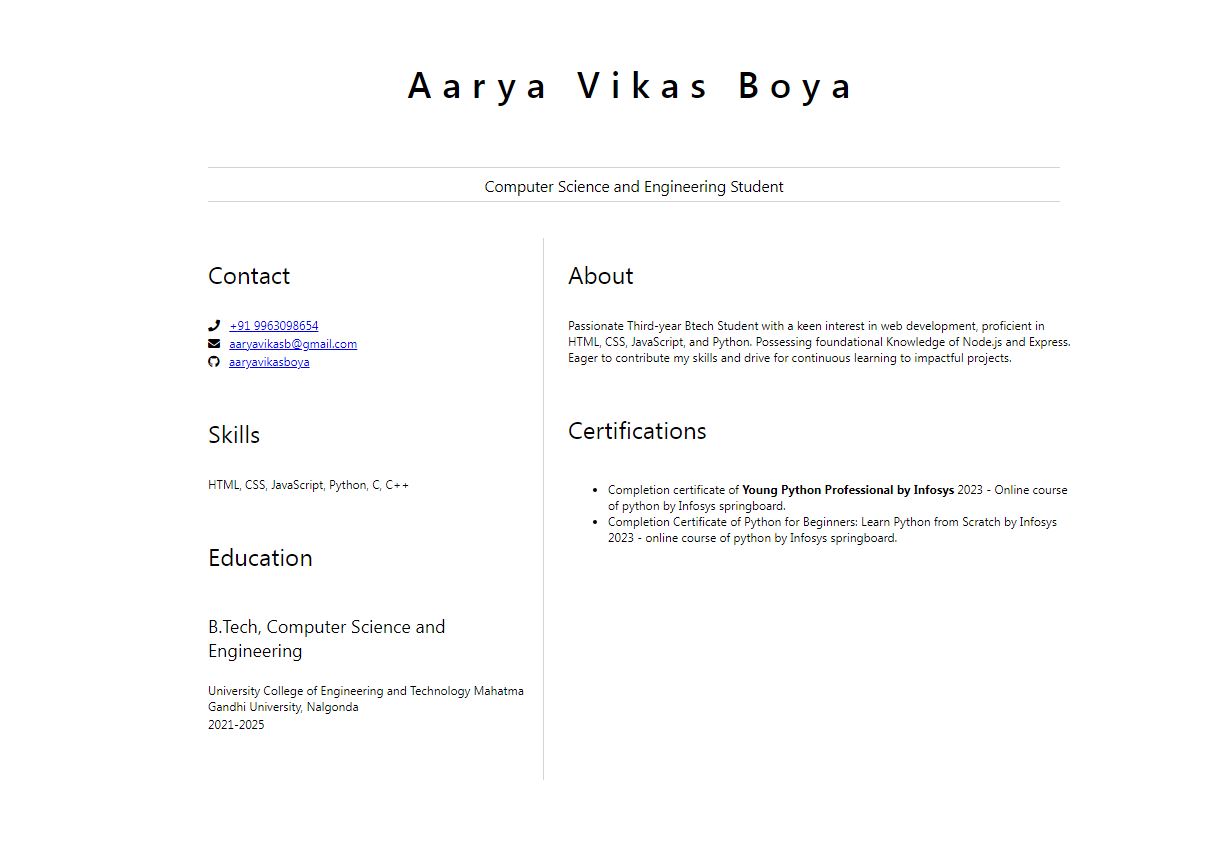 Aarya Vikas Boya
Computer Science and Engineering Student
Contact
+91 9963098654
aaryavikasb@gmail.com
aaryavikasboya
Skills
HTML, CSS, JavaScript, Python, C, C++
Education
B.Tech, Computer Science and
Engineering
University College of Engineering and Technology Mahatma
Gandhi University, Nalgonda
2021-2025
About
Passionate Third-year Btech Student with a keen interest in web development, proficient in
HTML, CSS, JavaScript, and Python. Possessing foundational Knowledge of Node.js and Express.
Eager to contribute my skills and drive for continuous learning to impactful projects.
Certifications
• Completion certificate of Young Python Professional by Infosys 2023 - Online course
of python by Infosys springboard.
• Completion Certificate of Python for Beginners: Learn Python from Scratch by Infosys
2023 - online course of python by Infosys springboard.